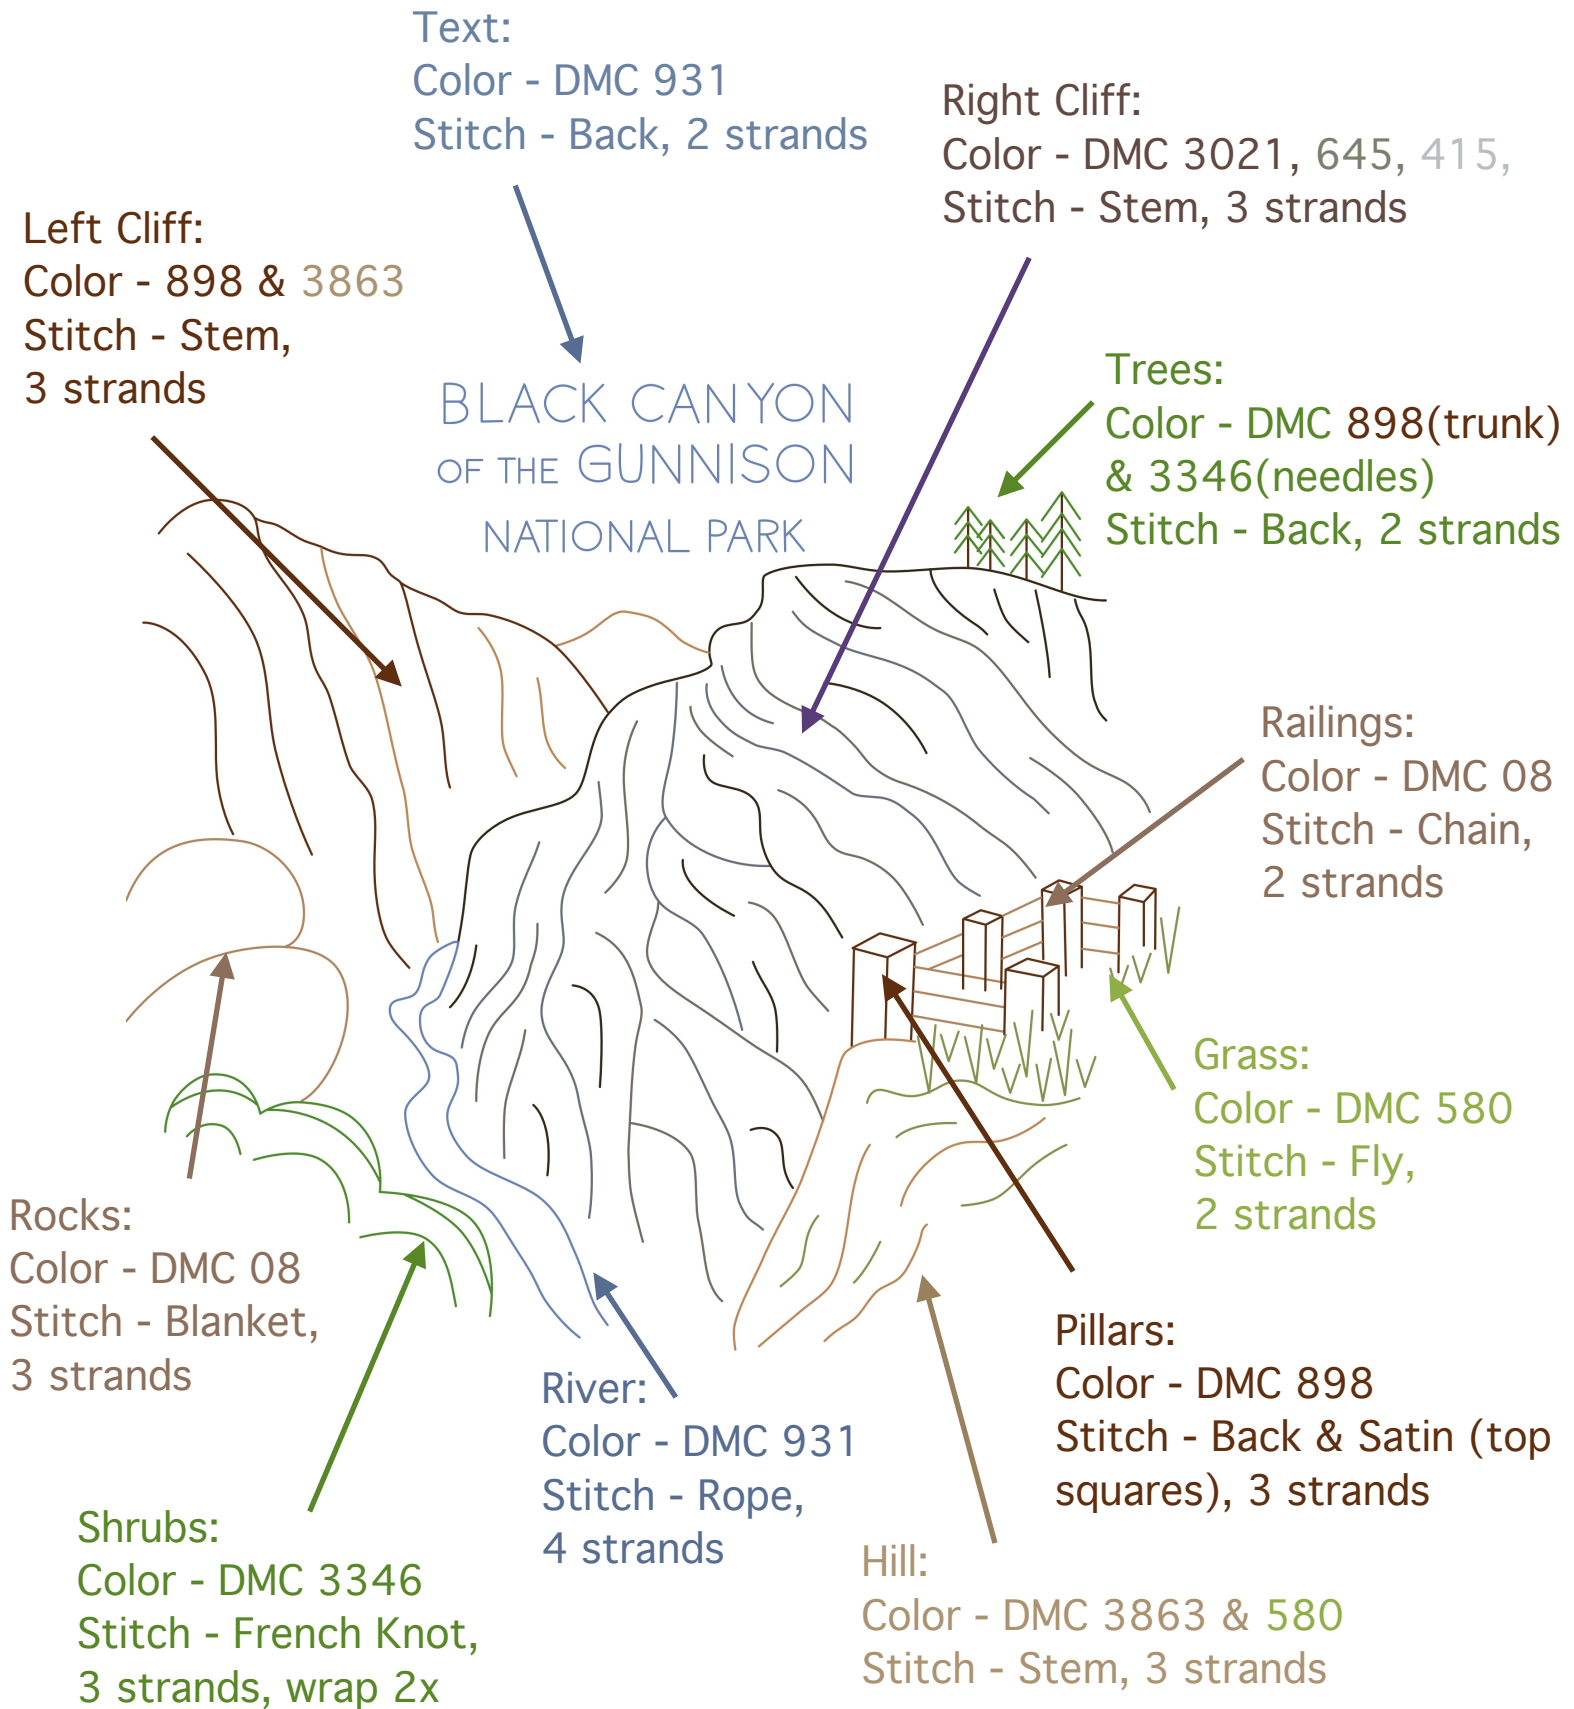 Text:
Color - DMC 931
Stitch - Back, 2 strands
Right Cliff:
Color - DMC 3021, 645, 415,
Stitch - Stem, 3 strands
Left Cliff:
Color - 898 & 3863
Stitch - Stem,
3 strands
BLACK CANYON
OF THE GUNNISON
NATIONAL PARK
Trees:
Color - DMC 898(trunk)
& 3346(needles)
Stitch - Back, 2 strands
Railings:
Color - DMC 08
Stitch - Chain,
2 strands
Grass:
Color - DMC 580
Stitch - Fly,
2 strands
Rocks:
Color - DMC 08
Stitch - Blanket,
3 strands
Pillars:
Color - DMC 898
Stitch - Back & Satin (top
squares), 3 strands
River:
Color - DMC 931
Stitch - Rope,
4 strands
Shrubs:
Color - DMC 3346
Stitch - French Knot,
3 strands, wrap 2x
Hill:
Color - DMC 3863 & 580
Stitch - Stem, 3 strands